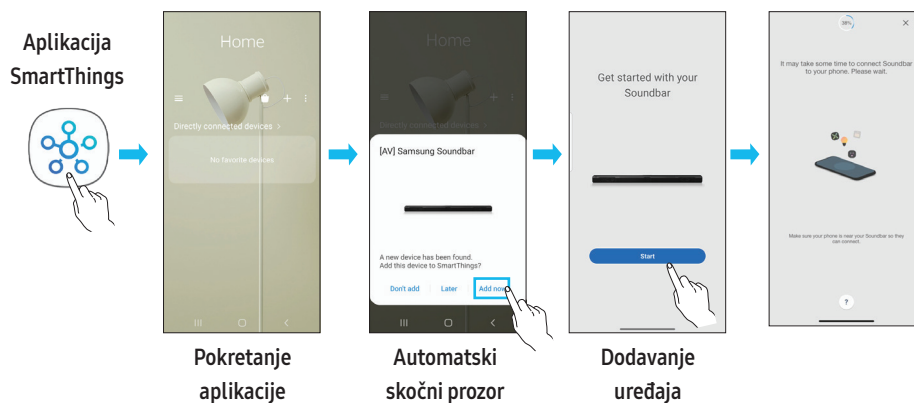 Aplikacija
SmartThings
Home
Directly connected devices >
No favorite devices
Pokretanje
aplikacije
Home
Directly connected devices >
[AV] Samsung Soundbar
A new device has been found.
Add this device to SmartThings?
Don't add
Later
Add now
Automatski
skočni prozor
Get started with your
Soundbar
Start
Dodavanje
uređaja
38%
It may take some time to connect Soundbar
to your phone. Please wait.
Make sure your phone is near your Soundbar so they
can connect.
?